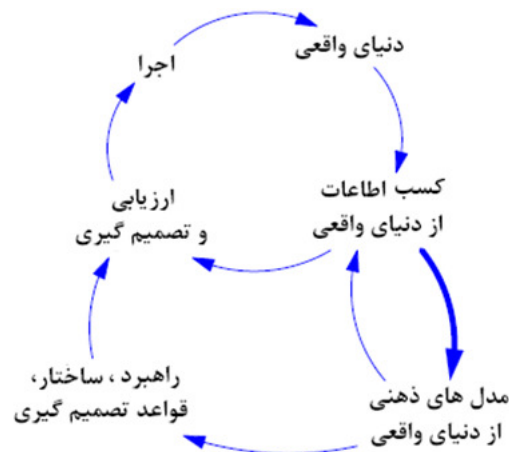 دنیای واقعی
اجرا
کسب اطاعات
از دنیای واقعی
ارزیابی
و تصمیم گیری
راهبرد ، ساختار،
قواعد تصمیم گیری
مدل های ذهنی
از دنیای واقعی